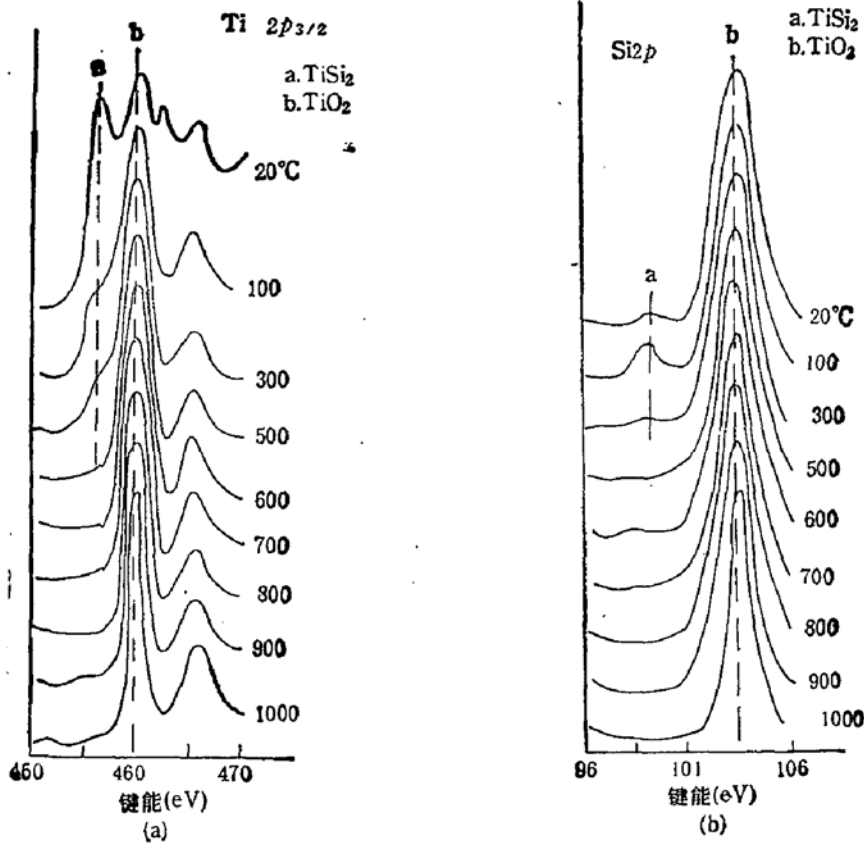 Ti 2p3/2
a b
a.TiSi₂
b.TiO₂
20℃
100
300
500
600
700
800
900
1000
450 460 470
键能(eV)
(a)
Si2p
b
a.TiSi₂
b.TiO₂
a
20℃
100
300
500
600
700
800
900
1000
96 101 106
键能(eV)
(b)